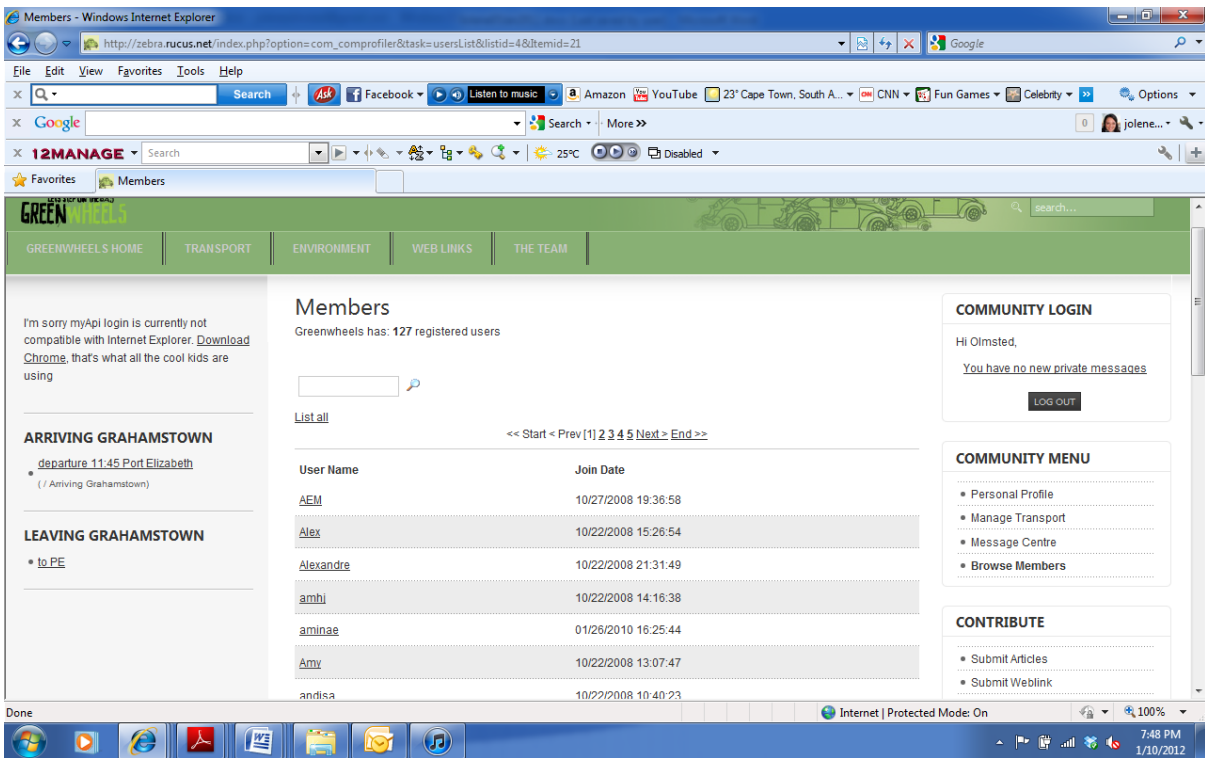 Members - Windows Internet Explorer
http://zebra.rucus.net/index.php?option=com_comprofiler&task=usersList&listid=4&Itemid=21
Google
File Edit View Favorites Tools Help
x Search Ask Facebook Listen to music Amazon YouTube 23° Cape Town, South A... CNN Fun Games Celebrity Options
x Google Search More >> 0 jolene...
x 12MANAGE Search 25°C Disabled
Favorites Members
GREENWHEELS
search...
GREENWHEELS HOME TRANSPORT ENVIRONMENT WEB LINKS THE TEAM
I'm sorry myApi login is currently not
compatible with Internet Explorer. Download
Chrome, that's what all the cool kids are
using
ARRIVING GRAHAMSTOWN
departure 11:45 Port Elizabeth
( / Arriving Grahamstown)
LEAVING GRAHAMSTOWN
to PE
Members
Greenwheels has: 127 registered users
List all
<< Start < Prev [1] 2 3 4 5 Next > End >>
User Name Join Date
AEM 10/27/2008 19:36:58
Alex 10/22/2008 15:26:54
Alexandre 10/22/2008 21:31:49
amhj 10/22/2008 14:16:38
aminae 01/26/2010 16:25:44
Amy 10/22/2008 13:07:47
andisa 10/22/2008 10:40:23
COMMUNITY LOGIN
Hi Olmsted,
You have no new private messages
LOG OUT
COMMUNITY MENU
Personal Profile
Manage Transport
Message Centre
Browse Members
CONTRIBUTE
Submit Articles
Submit Weblink
Done Internet | Protected Mode: On 100%
7:48 PM
1/10/2012